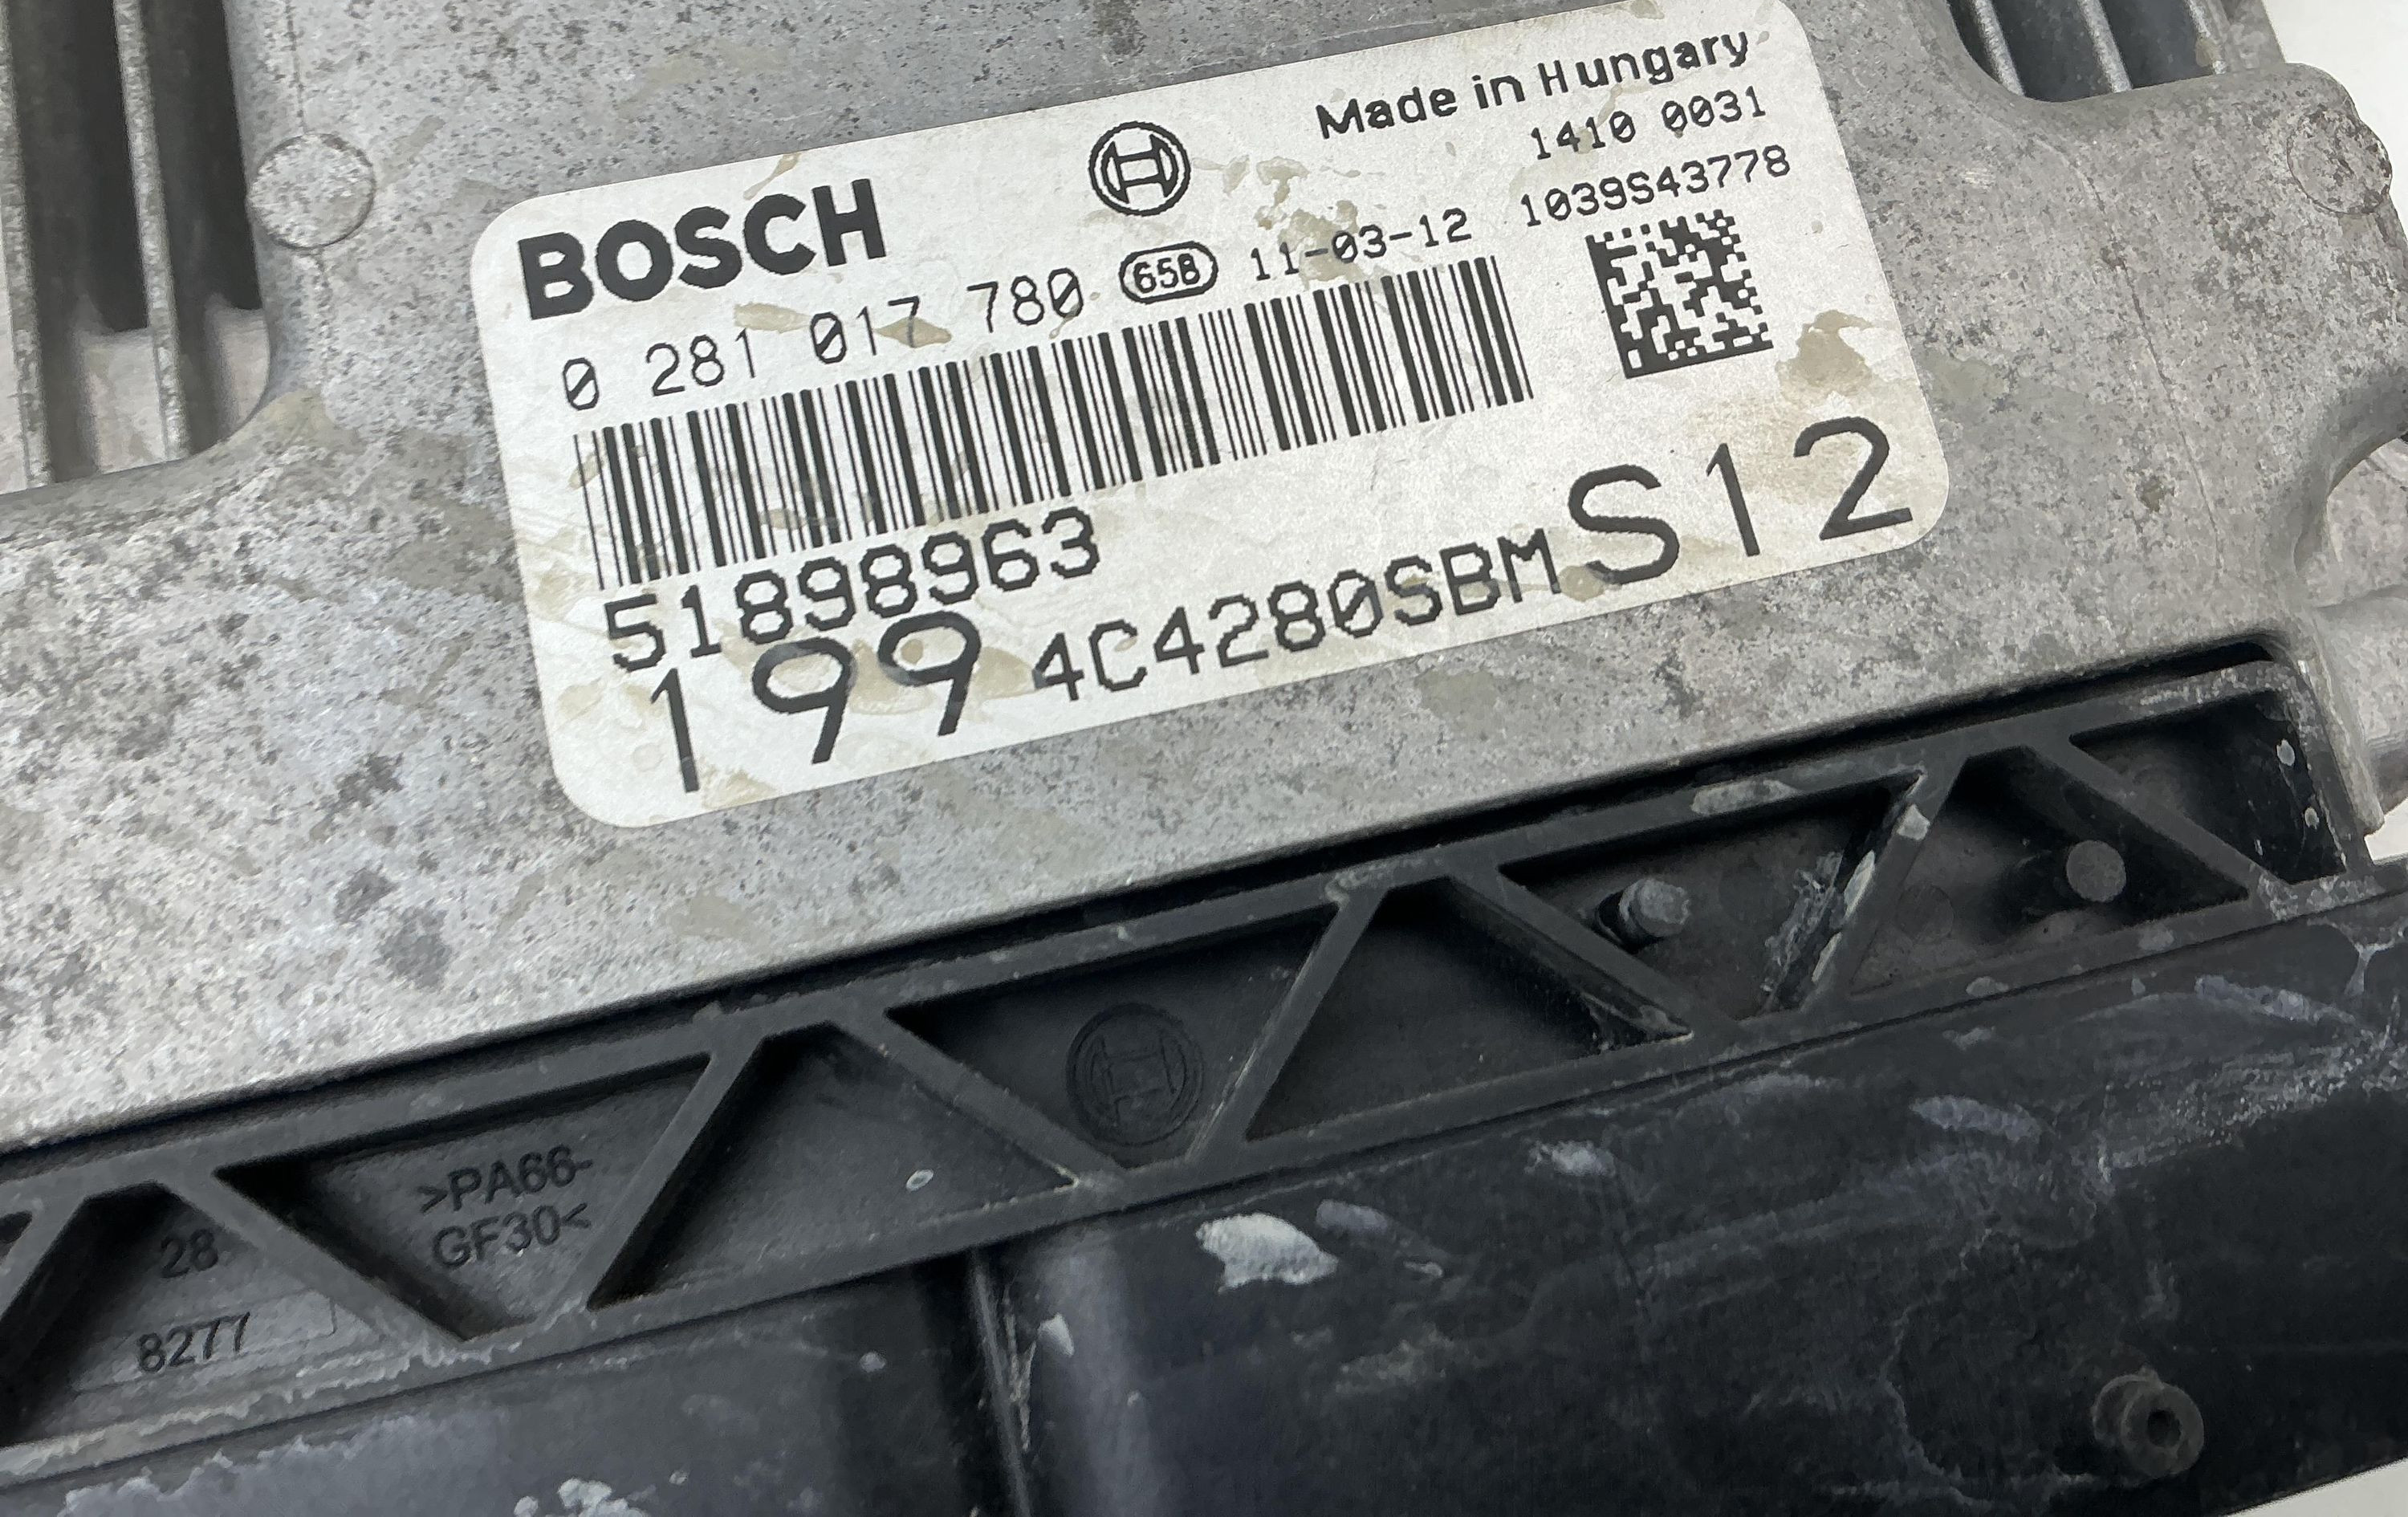 Made in Hungary
BOSCH
1410 0031
1039S43778
0 281 017 780 658 11-03-12
51898963
199 4C4280SBM S12
>PA66-
GF30<
28
8277